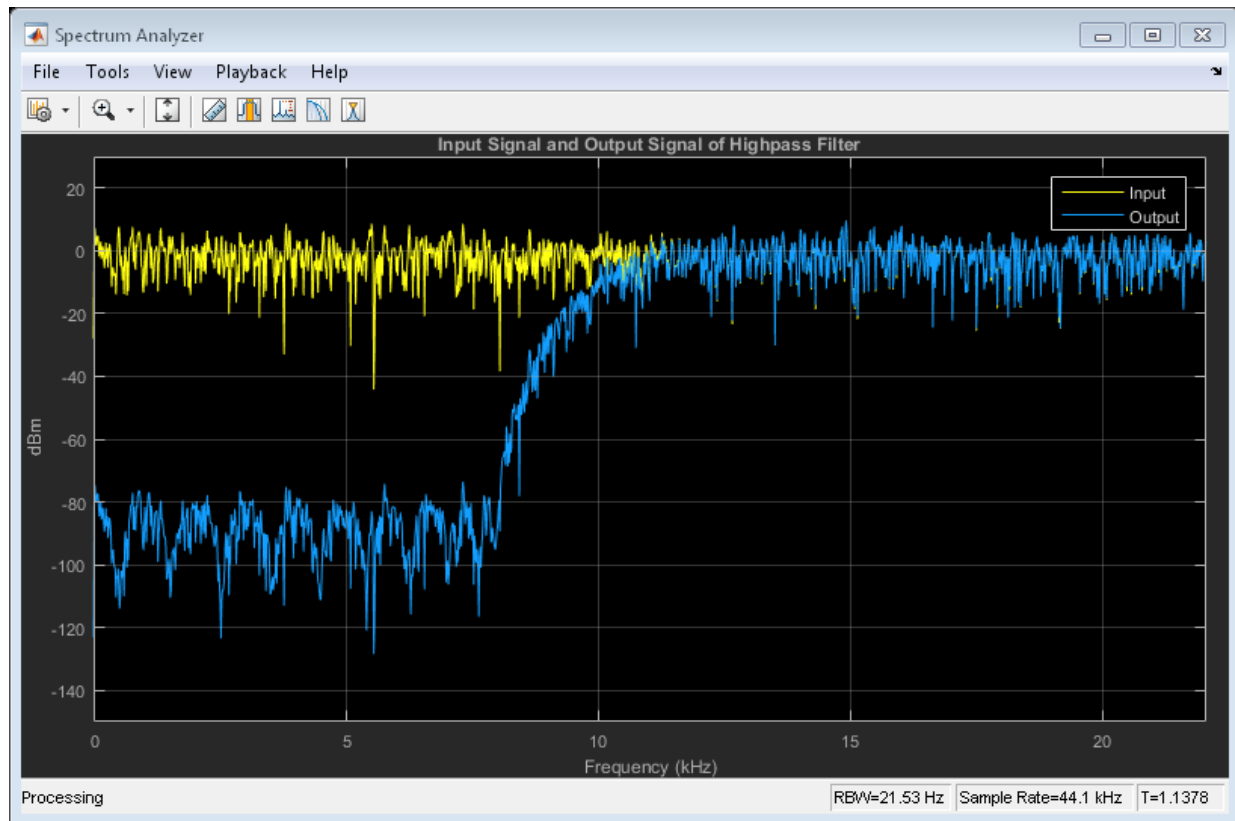 Spectrum Analyzer
File Tools View Playback Help
Input Signal and Output Signal of Highpass Filter
Input
Output
20
0
-20
-40
-60
-80
-100
-120
-140
dBm
0 5 10 15 20
Frequency (kHz)
Processing RBW=21.53 Hz Sample Rate=44.1 kHz T=1.1378